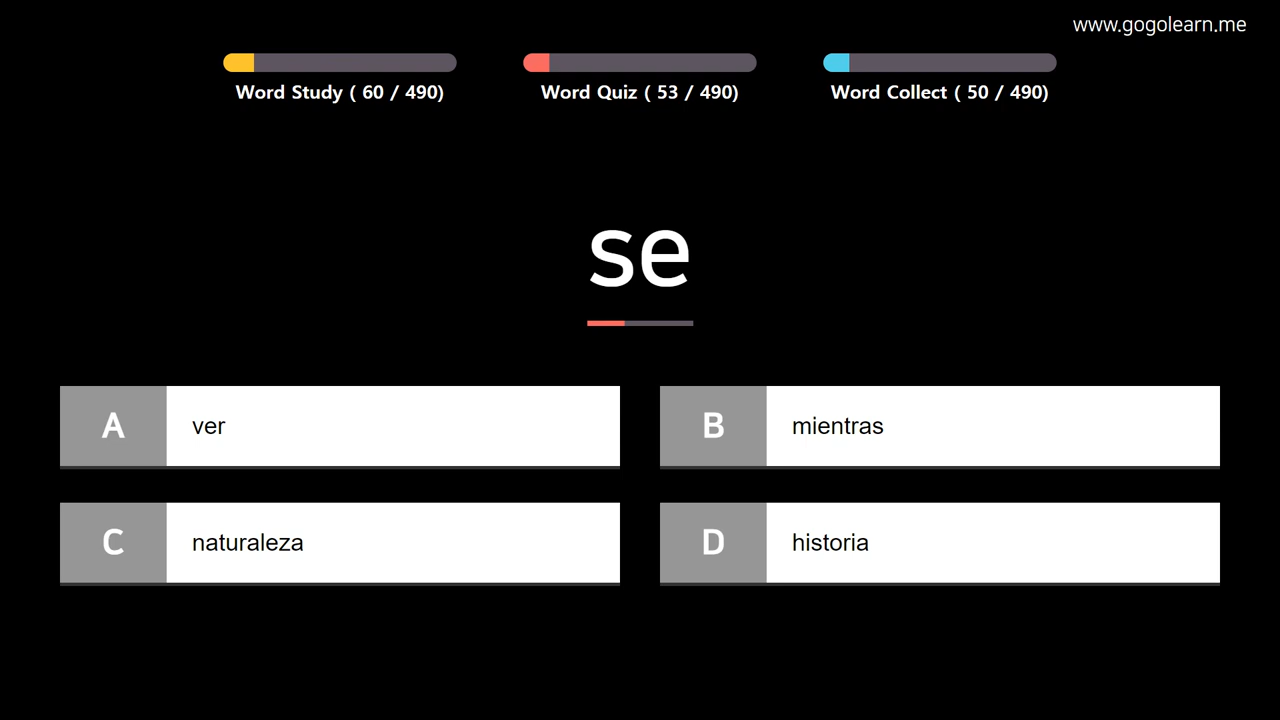 www.gogolearn.me
Word Study ( 60 / 490)
Word Quiz ( 53 / 490)
Word Collect ( 50 / 490)
se
A ver
B mientras
C naturaleza
D historia